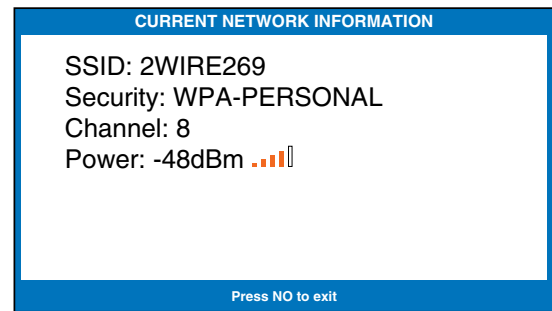 CURRENT NETWORK INFORMATION
SSID: 2WIRE269
Security: WPA-PERSONAL
Channel: 8
Power: -48dBm
Press NO to exit